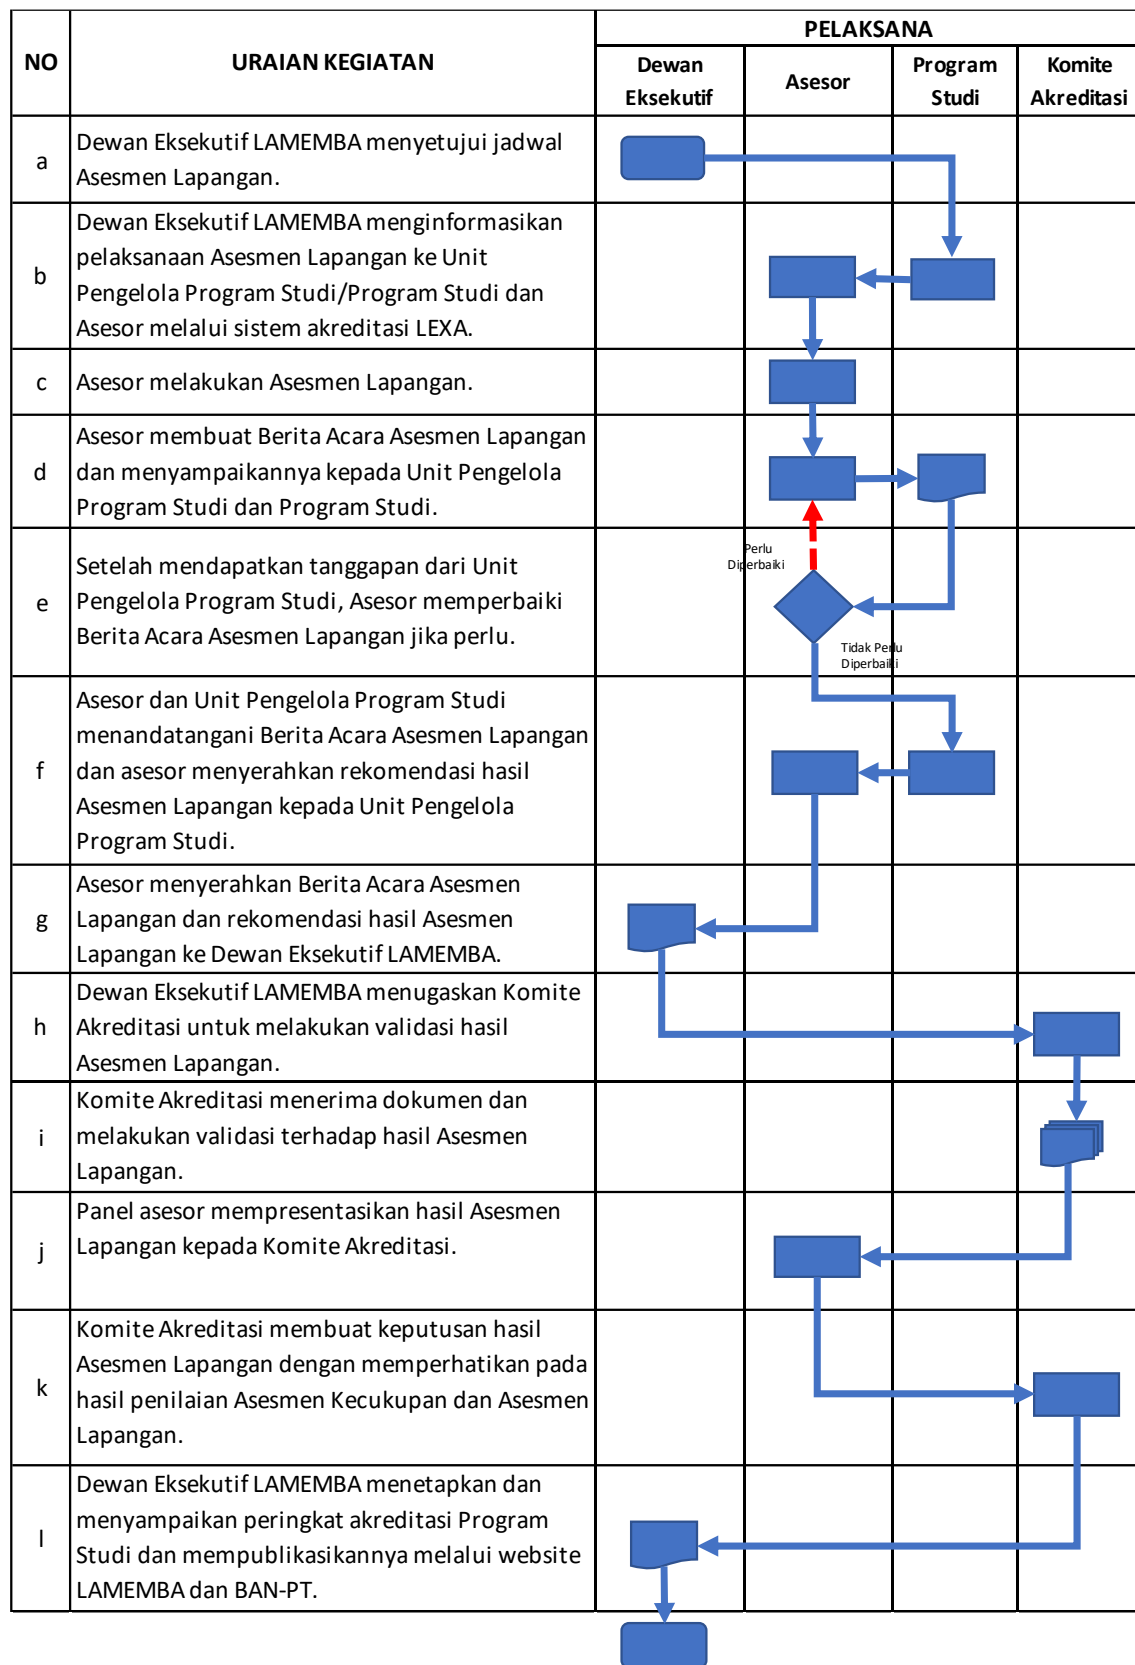 NO
URAIAN KEGIATAN
PELAKSANA
Dewan
Eksekutif
Asesor
Program
Studi
Komite
Akreditasi
a
Dewan Eksekutif LAMEMBA menyetujui jadwal
Asesmen Lapangan.
b
Dewan Eksekutif LAMEMBA menginformasikan
pelaksanaan Asesmen Lapangan ke Unit
Pengelola Program Studi/Program Studi dan
Asesor melalui sistem akreditasi LEXA.
c
Asesor melakukan Asesmen Lapangan.
d
Asesor membuat Berita Acara Asesmen Lapangan
dan menyampaikannya kepada Unit Pengelola
Program Studi dan Program Studi.
e
Setelah mendapatkan tanggapan dari Unit
Pengelola Program Studi, Asesor memperbaiki
Berita Acara Asesmen Lapangan jika perlu.
Perlu
Diperbaiki
Tidak Perlu
Diperbaiki
f
Asesor dan Unit Pengelola Program Studi
menandatangani Berita Acara Asesmen Lapangan
dan asesor menyerahkan rekomendasi hasil
Asesmen Lapangan kepada Unit Pengelola
Program Studi.
g
Asesor menyerahkan Berita Acara Asesmen
Lapangan dan rekomendasi hasil Asesmen
Lapangan ke Dewan Eksekutif LAMEMBA.
h
Dewan Eksekutif LAMEMBA menugaskan Komite
Akreditasi untuk melakukan validasi hasil
Asesmen Lapangan.
i
Komite Akreditasi menerima dokumen dan
melakukan validasi terhadap hasil Asesmen
Lapangan.
j
Panel asesor mempresentasikan hasil Asesmen
Lapangan kepada Komite Akreditasi.
k
Komite Akreditasi membuat keputusan hasil
Asesmen Lapangan dengan memperhatikan pada
hasil penilaian Asesmen Kecukupan dan Asesmen
Lapangan.
l
Dewan Eksekutif LAMEMBA menetapkan dan
menyampaikan peringkat akreditasi Program
Studi dan mempublikasikannya melalui website
LAMEMBA dan BAN-PT.